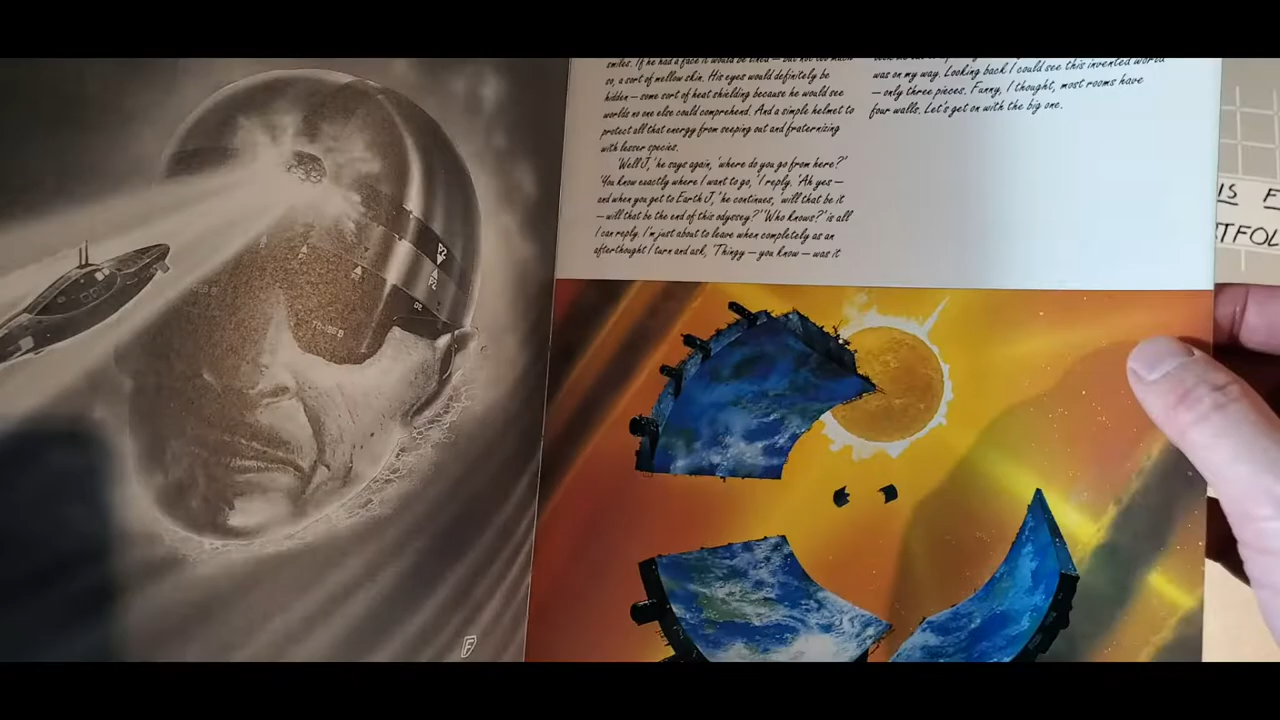 smiles. If he had a face it would be lined — but not too much
so, a sort of mellow skin. His eyes would definitely be
hidden — some sort of heat shielding because he would see
worlds no one else could comprehend. And a simple helmet to
protect all that energy from seeping out and fraternizing
with lesser species.
'Well J,' he says again, 'where do you go from here?'
'You know exactly where I want to go,' I reply. 'Ah yes —
and when you get to Earth J,' he continues, 'will that be it
— will that be the end of this odyssey?' 'Who knows?' is all
I can reply. I'm just about to leave when completely as an
afterthought I turn and ask, 'Thingy — you know — was it
was on my way. Looking back I could see this invented world
— only three pieces. Funny, I thought, most rooms have
four walls. Let's get on with the big one.
IS F
TFOL
F2
F2
D2
70-126 B
F